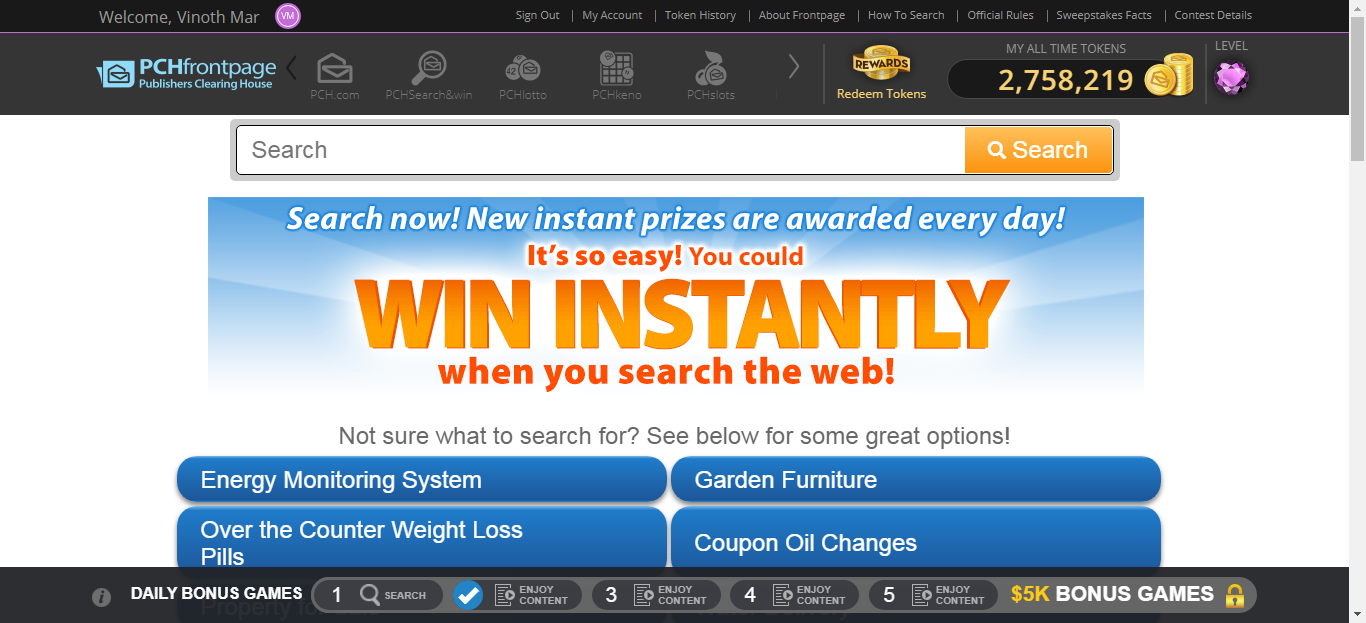 Welcome, Vinoth Mar
VM
Sign Out | My Account | Token History | About Frontpage | How To Search | Official Rules | Sweepstakes Facts | Contest Details
PCHfrontpage
Publishers Clearing House
PCH.com
PCHSearch&win
42
PCHlotto
PCHkeno
PCHslots
REWARDS
Redeem Tokens
MY ALL TIME TOKENS
2,758,219
LEVEL
Search
Search
Search now! New instant prizes are awarded every day!
It's so easy! You could
WIN INSTANTLY
when you search the web!
Not sure what to search for? See below for some great options!
Energy Monitoring System
Garden Furniture
Over the Counter Weight Loss
Pills
Coupon Oil Changes
DAILY BONUS GAMES
1 SEARCH
ENJOY
CONTENT
3 ENJOY
CONTENT
4 ENJOY
CONTENT
5 ENJOY
CONTENT
$5K BONUS GAMES